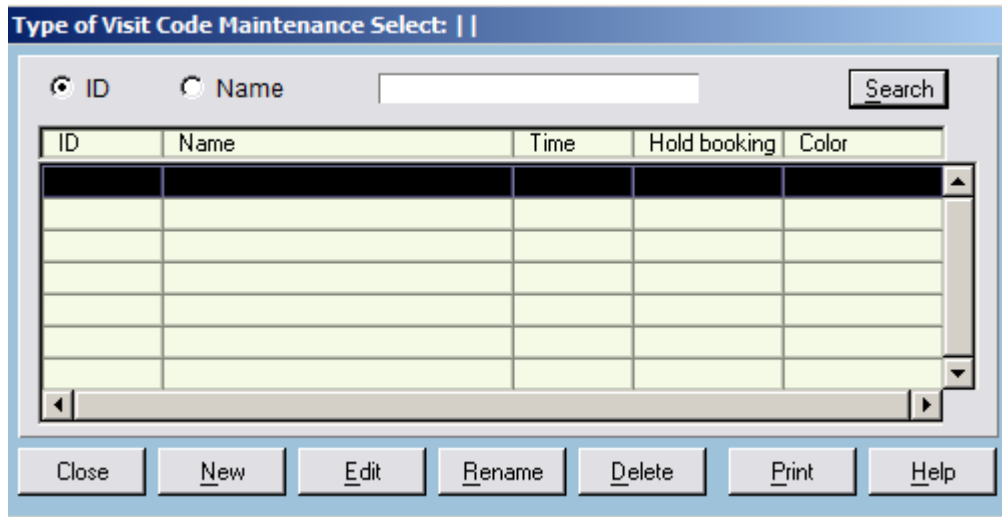 Type of Visit Code Maintenance Select: | |
ID Name Search
ID Name Time Hold booking Color
Close New Edit Rename Delete Print Help